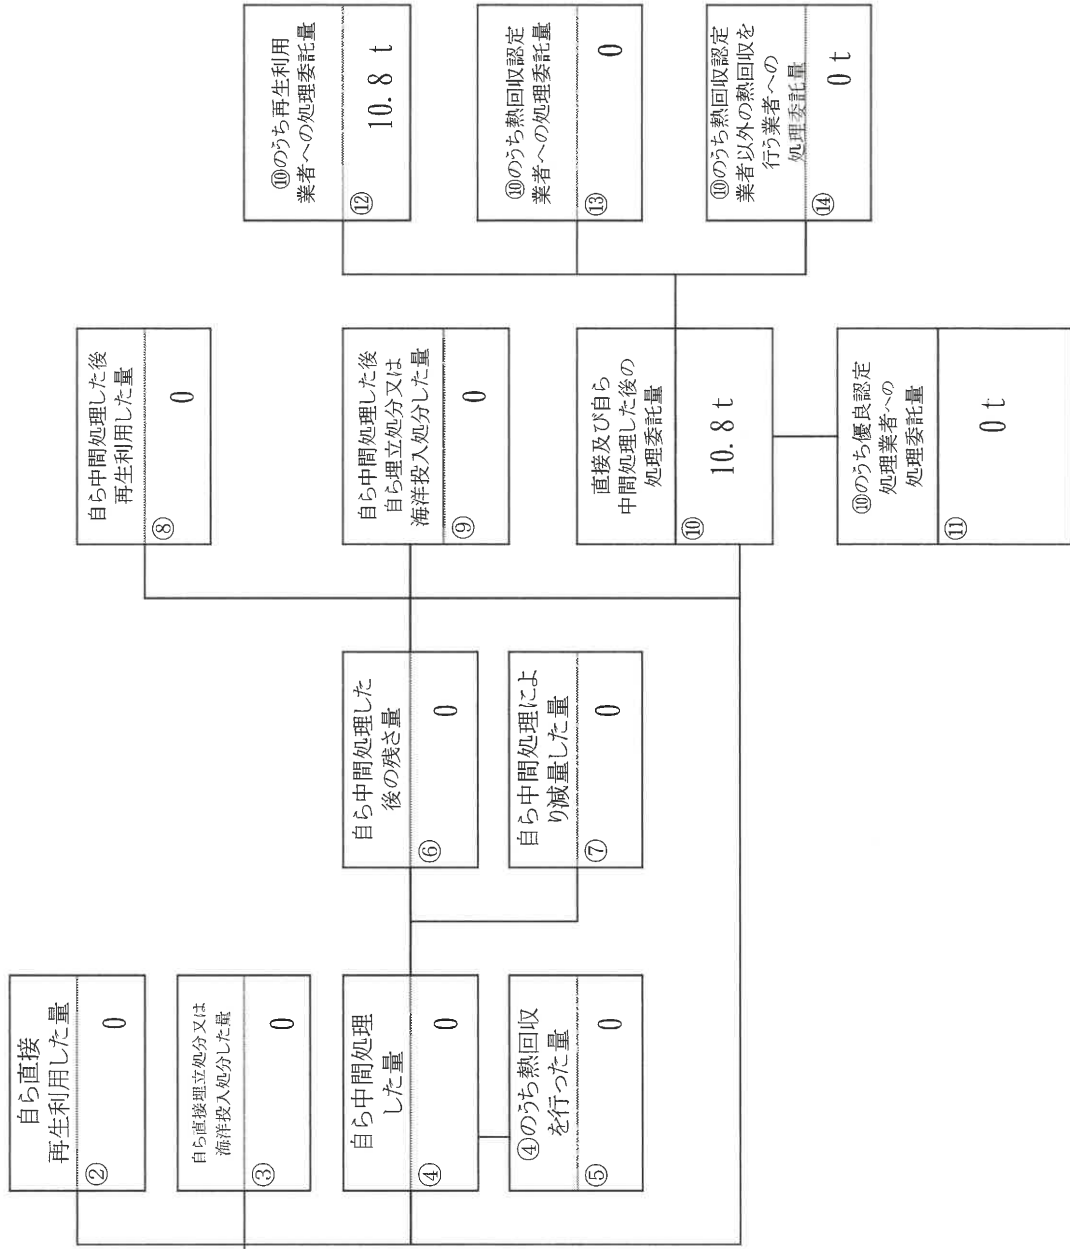 自ら直接
再生利用した量
②
0
自ら直接埋立処分又は
海洋投入処分した量
③
0
自ら中間処理
した量
④
0
④のうち熱回収
を行った量
⑤
0
自ら中間処理した
後の残さ量
⑥
0
自ら中間処理によ
り減量した量
⑦
0
自ら中間処理した後
再生利用した量
⑧
0
自ら中間処理した後
自ら埋立処分又は
海洋投入処分した量
⑨
0
直接及び自ら
中間処理した後の
処理委託量
⑩
10.8 t
⑩のうち優良認定
処理業者への
処理委託量
⑪
0 t
⑩のうち再生利用
業者への処理委託量
⑫
10.8 t
⑩のうち熱回収認定
業者への処理委託量
⑬
0
⑩のうち熱回収認定
業者以外の熱回収を
行う業者への
処理委託量
⑭
0 t